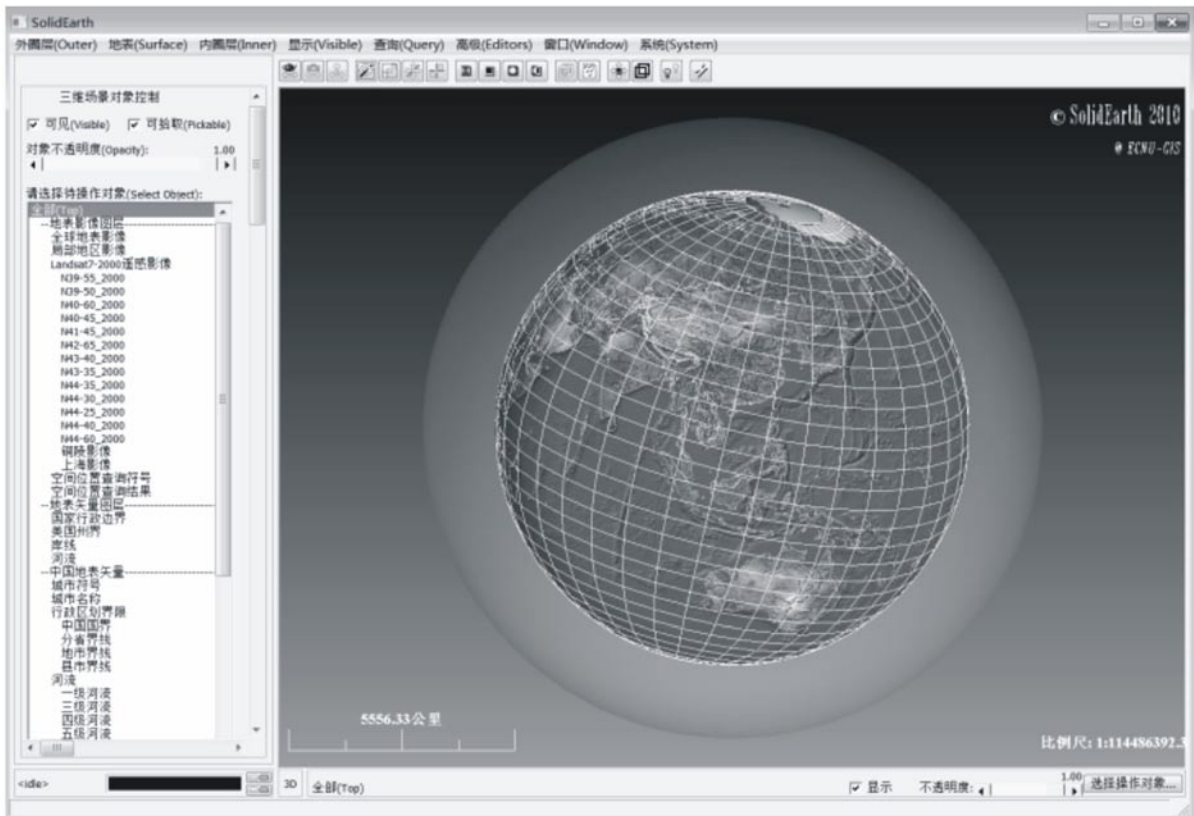 SolidEarth
外圈层(Outer) 地表(Surface) 内圈层(Inner) 显示(Visible) 查询(Query) 高级(Editors) 窗口(Window) 系统(System)
三维场景对象控制
可见(Visible) 可拾取(Pickable)
对象不透明度(Opacity): 1.00
请选择待操作对象(Select Object):
全部(Top)
--地表影像图层--
全球地表影像
局部地区影像
Landsat7-2000遥感影像
N39-55_2000
N39-50_2000
N40-60_2000
N40-45_2000
N41-45_2000
N42-65_2000
N43-40_2000
N43-35_2000
N44-35_2000
N44-30_2000
N44-25_2000
N44-40_2000
N44-60_2000
铜陵影像
上海影像
空间位置查询符号
空间位置查询结果
--地表矢量图层--
国家行政边界
美国州界
岸线
河流
--中国地表矢量--
城市符号
城市名称
行政区划界限
中国国界
分省界线
地市界线
县市界线
河流
一级河流
三级河流
四级河流
五级河流
© SolidEarth 2010
@ ECNU-GIS
5556.33公里
比例尺: 1:114486392.3
<idle>
3D 全部(Top) 显示 不透明度: 1.00 选择操作对象...